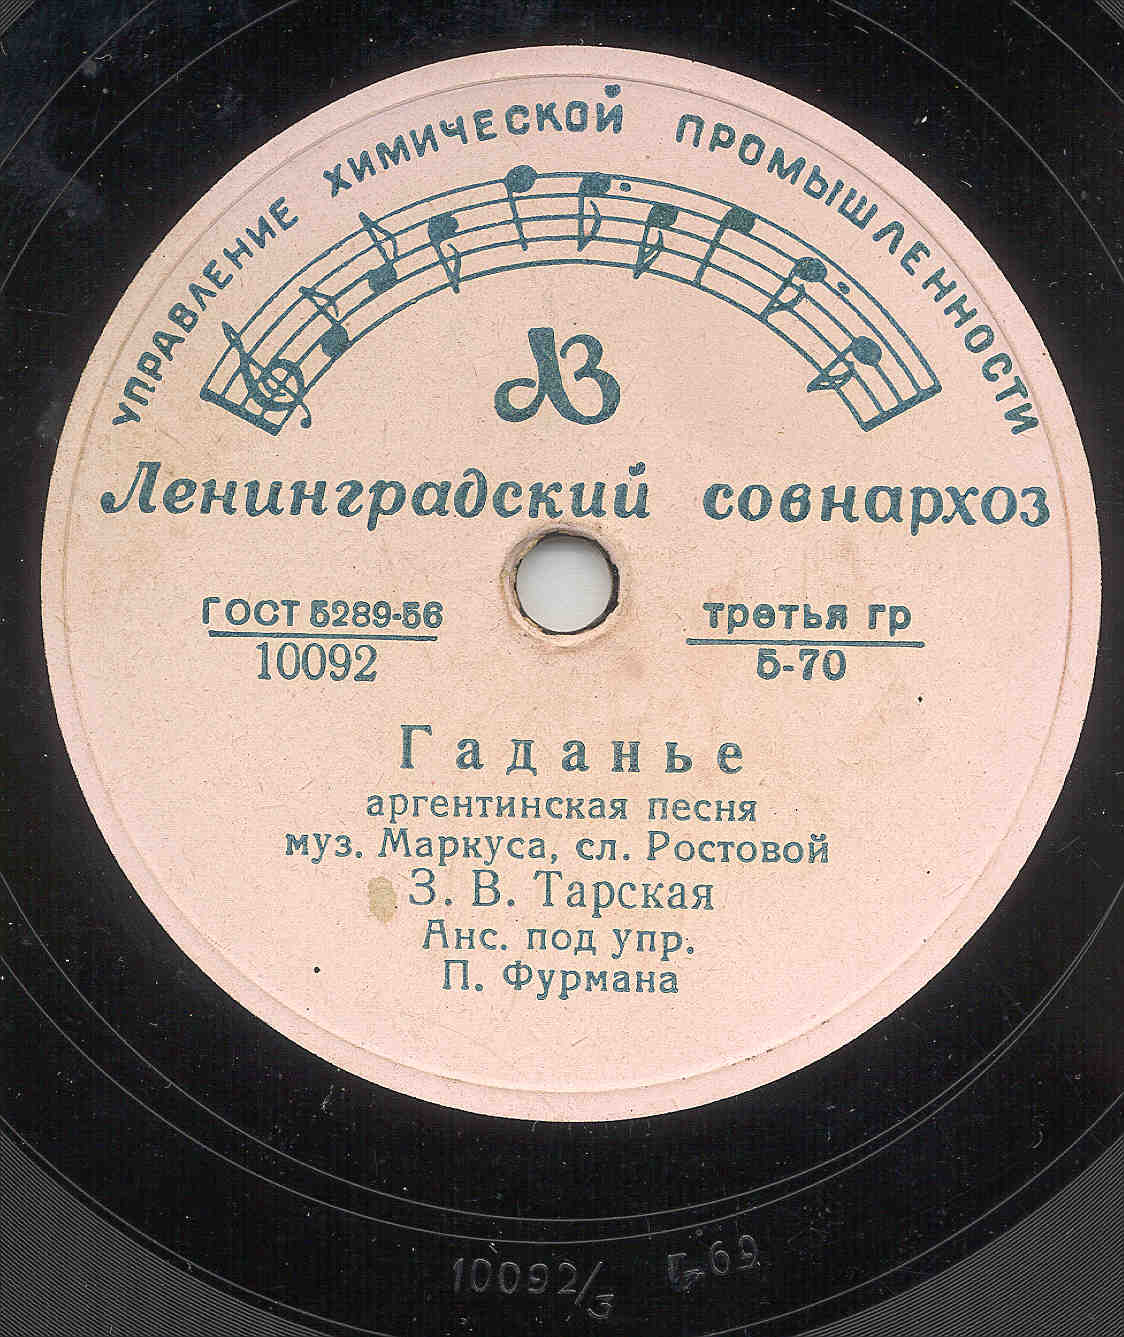 УПРАВЛЕНИЕ ХИМИЧЕСКОЙ ПРОМЫШЛЕННОСТИ
ЛЗ
Ленинградский совнархоз
ГОСТ 5289-56
10092
третья гр
Б-70
Гаданье
аргентинская песня
муз. Маркуса, сл. Ростовой
З. В. Тарская
Анс. под упр.
П. Фурмана
10092/3